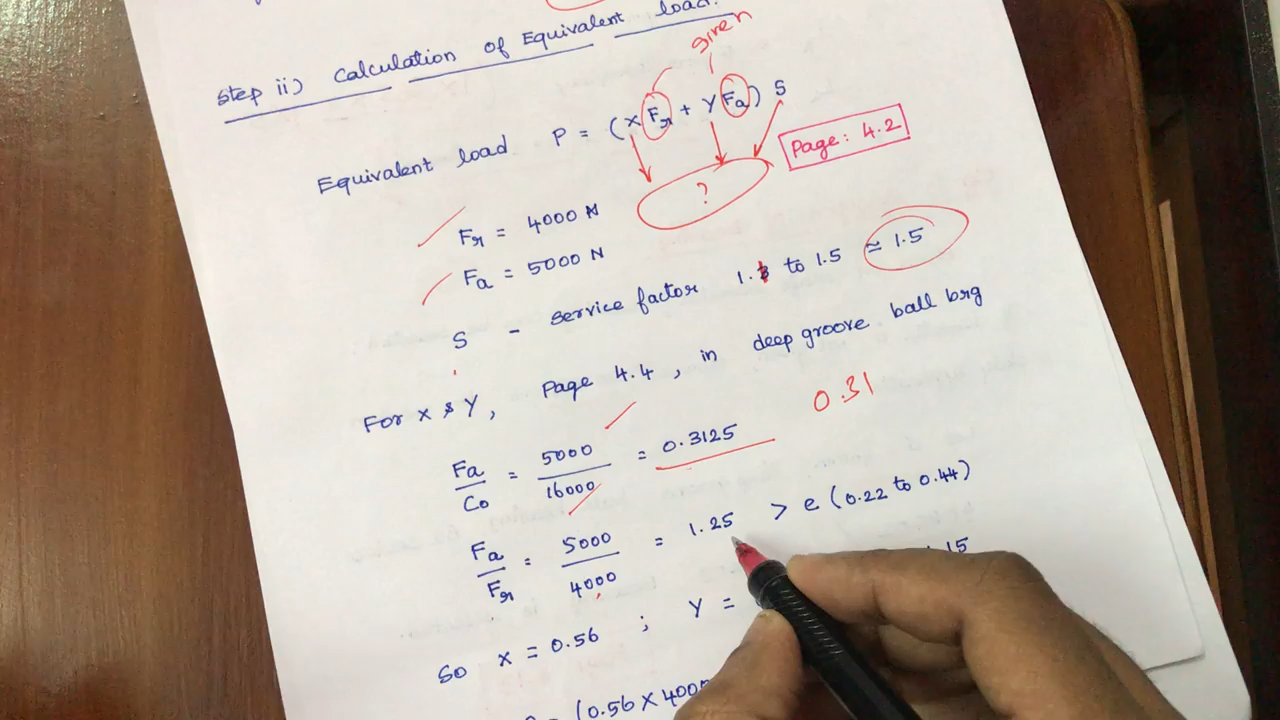 Step ii) Calculation of Equivalent load.
given
Equivalent load P = (X Fr + Y Fa) S
Page: 4.2
?
Fr = 4000 N
Fa = 5000 N
S - Service factor 1. to 1.5 ≃ 1.5
For X & Y, Page 4.4, in deep groove ball brg
0.31
Fa/Co = 5000/16000 = 0.3125
Fa/Fr = 5000/4000 = 1.25 > e (0.22 to 0.44)
So X = 0.56 ; Y = 15
= (0.56 X 400